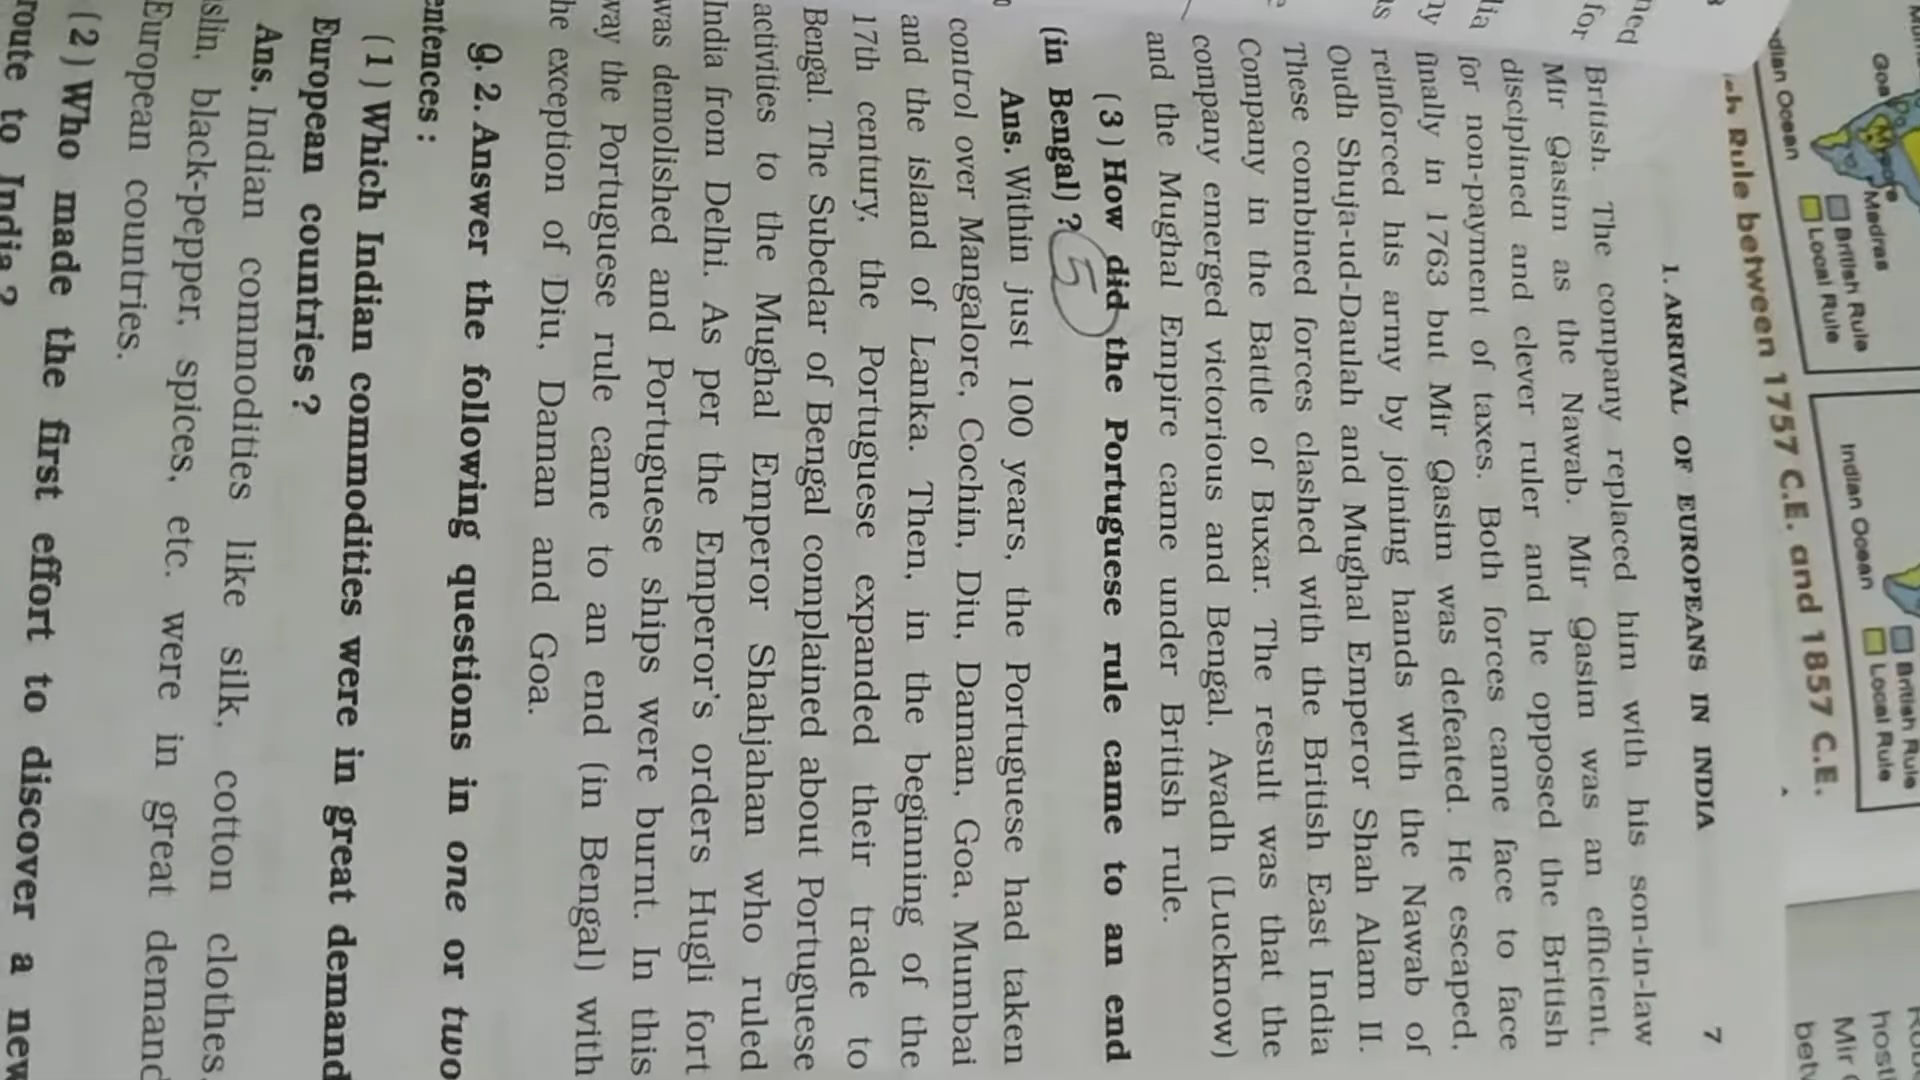 1. ARRIVAL OF EUROPEANS IN INDIA 7
British. The company replaced him with his son-in-law
for Mir Qasim as the Nawab. Mir Qasim was an efficient,
disciplined and clever ruler and he opposed the British
for non-payment of taxes. Both forces came face to face
finally in 1763 but Mir Qasim was defeated. He escaped,
reinforced his army by joining hands with the Nawab of
Oudh Shuja-ud-Daulah and Mughal Emperor Shah Alam II.
These combined forces clashed with the British East India
Company in the Battle of Buxar. The result was that the
company emerged victorious and Bengal, Avadh (Lucknow)
and the Mughal Empire came under British rule.
(3) How did the Portuguese rule came to an end
(in Bengal) ? 5
Ans. Within just 100 years, the Portuguese had taken
control over Mangalore, Cochin, Diu, Daman, Goa, Mumbai
and the island of Lanka. Then, in the beginning of the
17th century, the Portuguese expanded their trade to
Bengal. The Subedar of Bengal complained about Portuguese
activities to the Mughal Emperor Shahjahan who ruled
India from Delhi. As per the Emperor's orders Hugli fort
was demolished and Portuguese ships were burnt. In this
way the Portuguese rule came to an end (in Bengal) with
he exception of Diu, Daman and Goa.
Q. 2. Answer the following questions in one or two
entences :
(1) Which Indian commodities were in great demand
European countries ?
Ans. Indian commodities like silk, cotton clothes,
slin, black-pepper, spices, etc. were in great demand
European countries.
(2) Who made the first effort to discover a new
route to India ?
Goa
Mysore
Madras
British Rule
Local Rule
dian Ocean
Indian Ocean
British Rule
Local Rule
Rule between 1757 C.E. and 1857 C.E.
host
Mir
betw